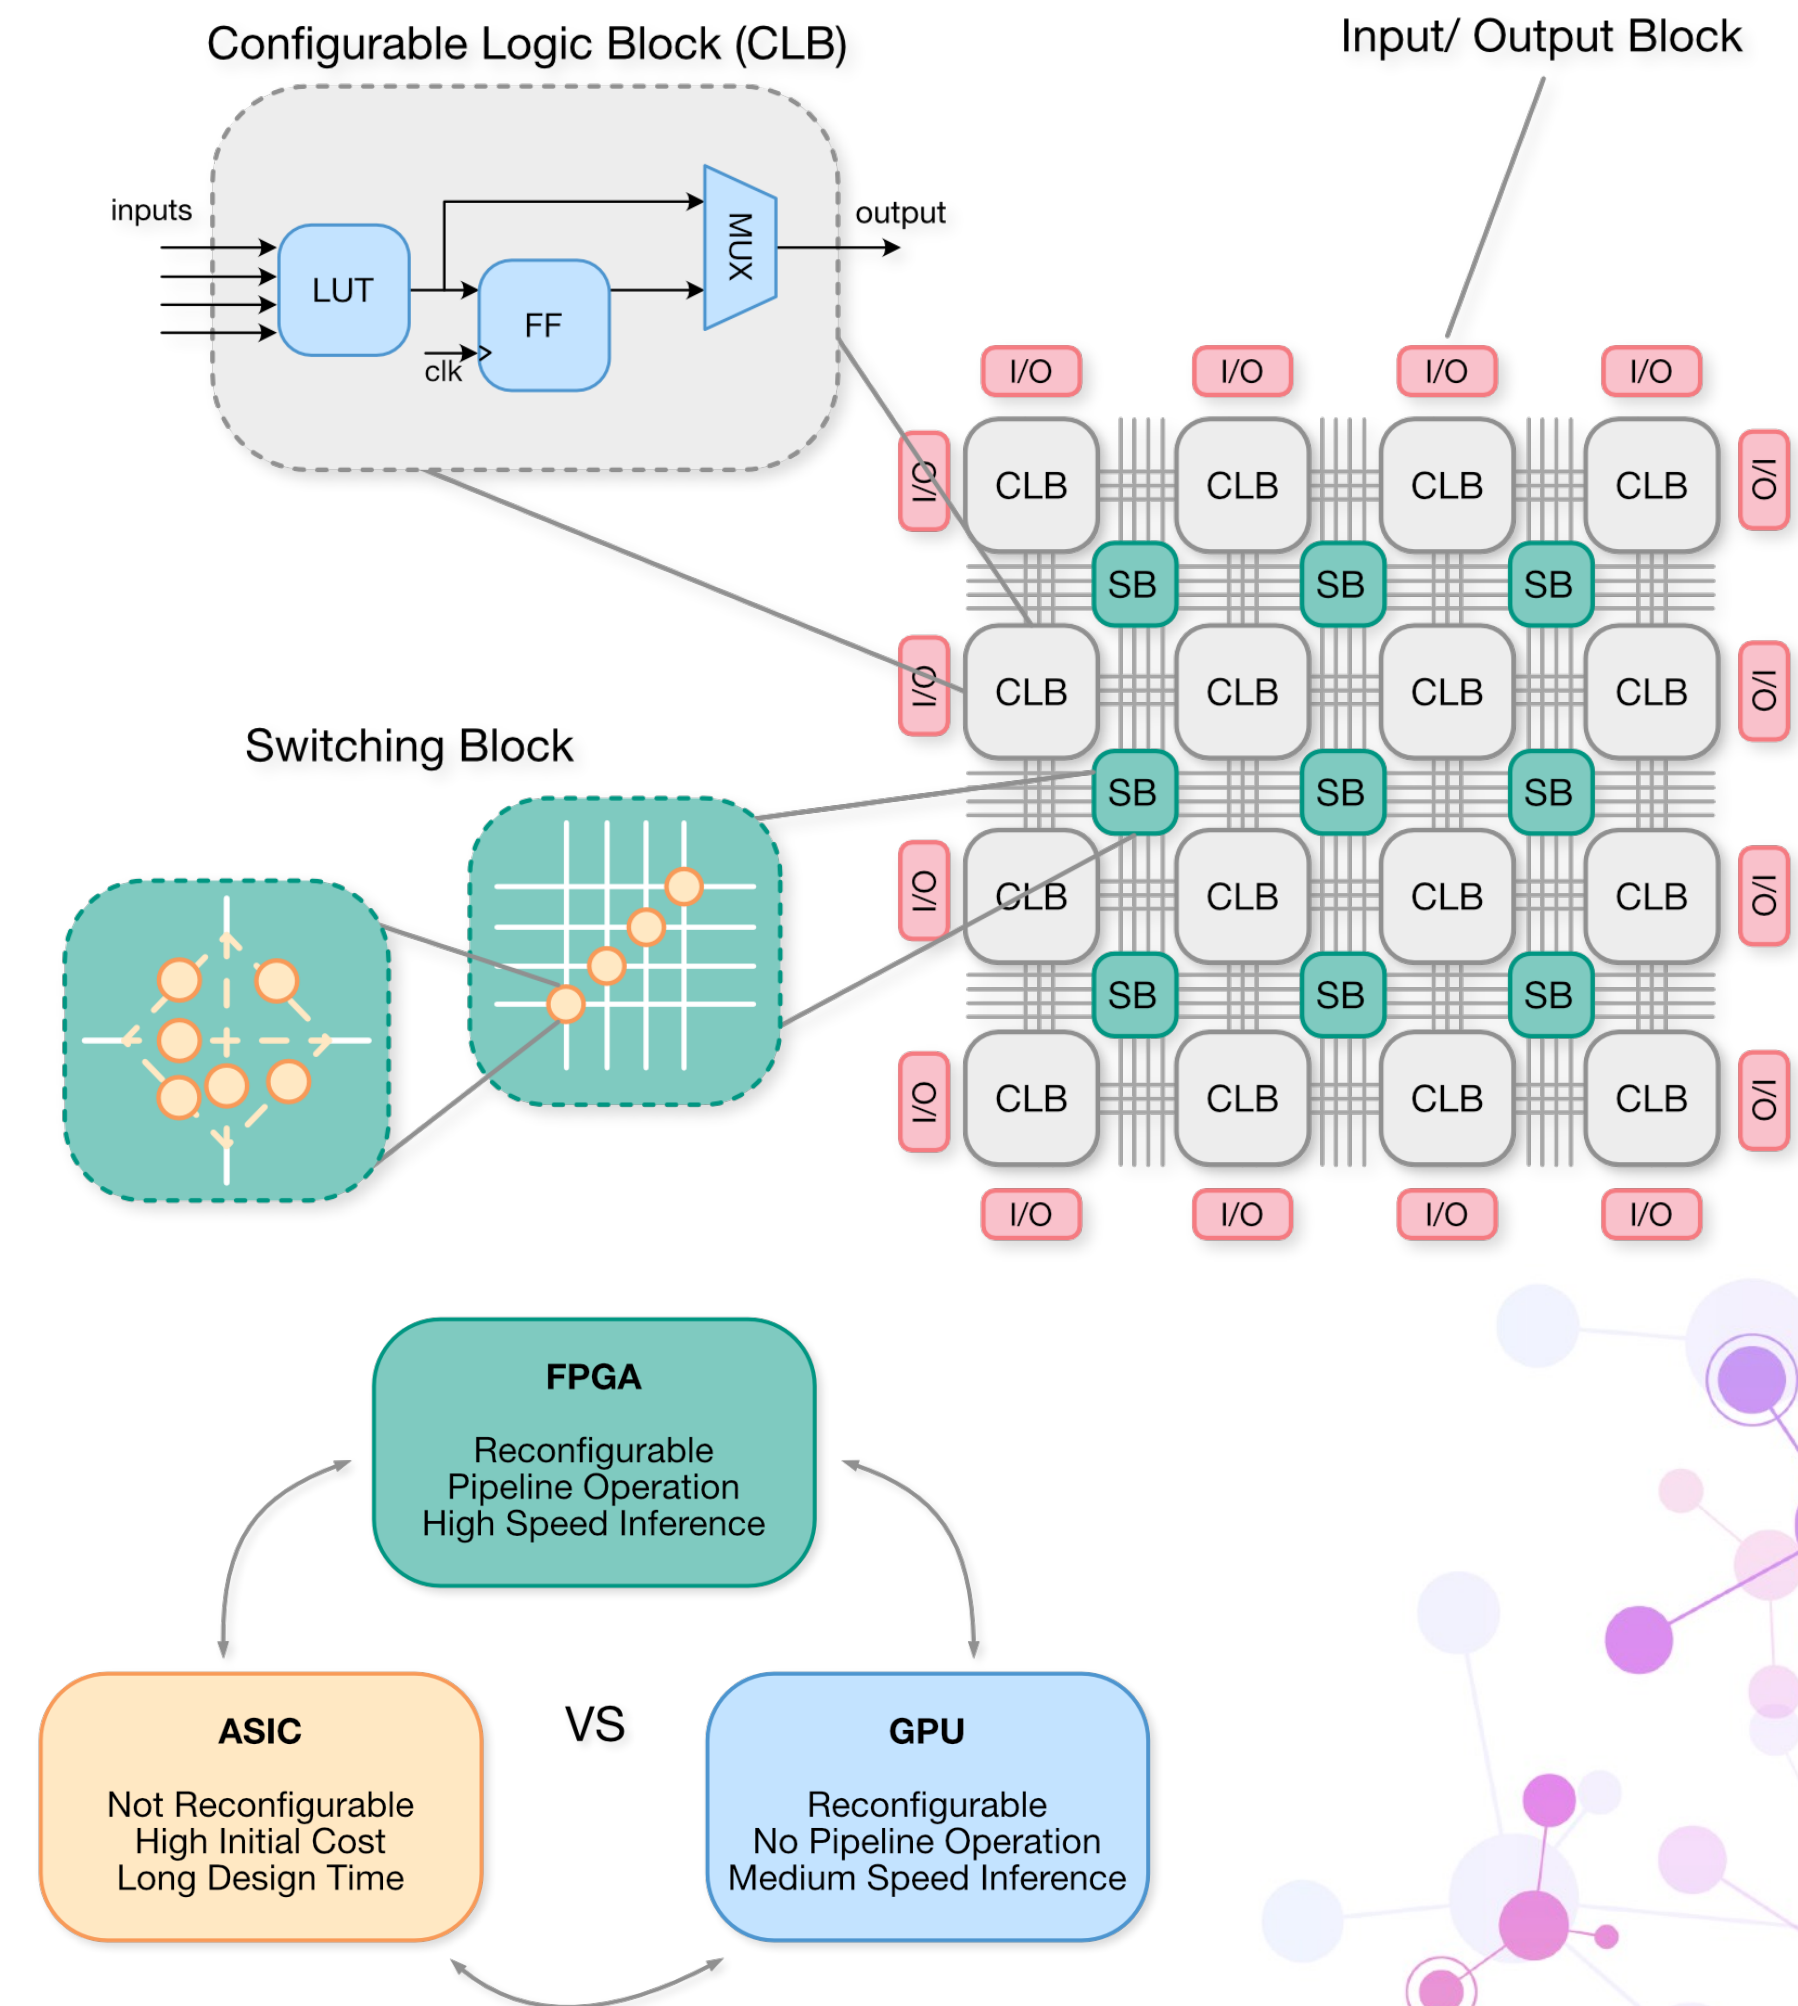 Configurable Logic Block (CLB)
Input/ Output Block
inputs
output
LUT
FF
MUX
clk
I/O I/O I/O I/O
I/O CLB CLB CLB CLB I/O
SB SB SB
I/O CLB CLB CLB CLB I/O
Switching Block
SB SB SB
I/O CLB CLB CLB CLB I/O
SB SB SB
I/O CLB CLB CLB CLB I/O
I/O I/O I/O I/O
FPGA
Reconfigurable
Pipeline Operation
High Speed Inference
VS
ASIC
Not Reconfigurable
High Initial Cost
Long Design Time
GPU
Reconfigurable
No Pipeline Operation
Medium Speed Inference